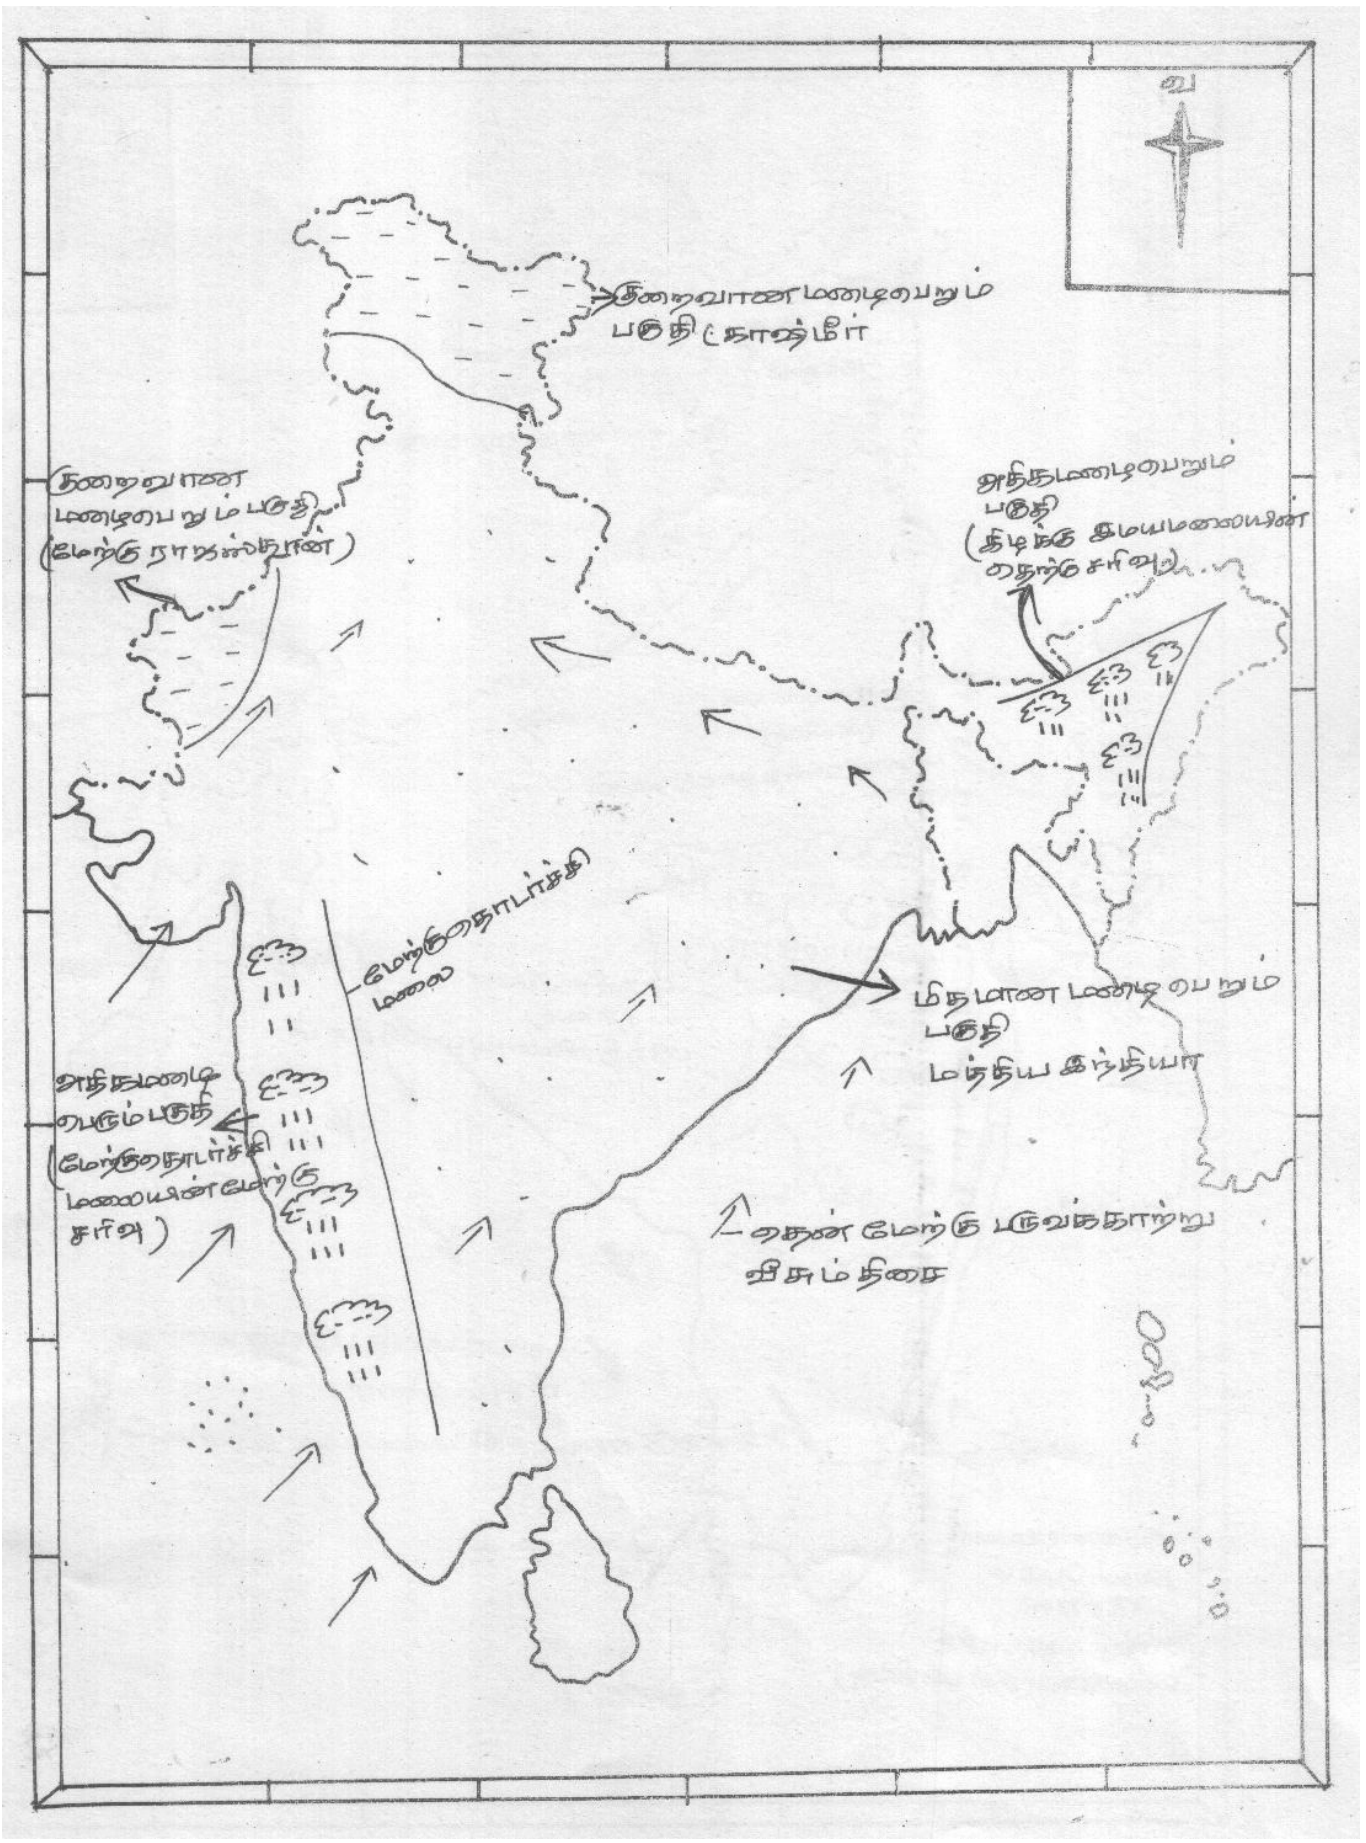 வ
குறைவான மழைபெறும்
பகுதி (காஷ்மீர்
குறைவான
மழைபெறும் பகுதி
(மேற்கு ராஜஸ்தான்)
அதிகமழைபெறும்
பகுதி
(கிழக்கு இமயமலையின்
தெற்கு சரிவு)
மேற்குதொடர்ச்சி
மலை
மிதமான மழை பெறும்
பகுதி
மத்திய இந்தியா
அதிகமழை
பெரும் பகுதி
(மேற்குதொடர்ச்சி
மலையின் மேற்கு
சரிவு)
தென் மேற்கு பருவக்காற்று
வீசும் திசை